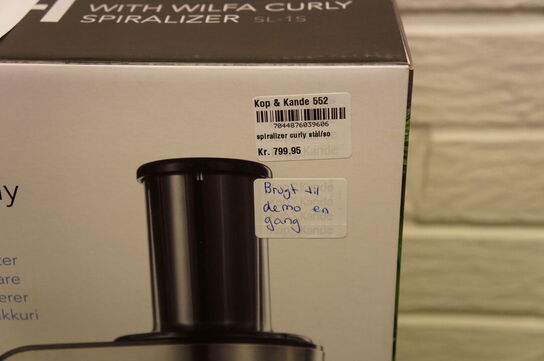 WITH WILFA CURLY
SPIRALIZER SL-1S
Kop & Kande 552
7044876039606
spiralizer curly stål/so
Kr. 799.95
Brugt til
demo en
gang